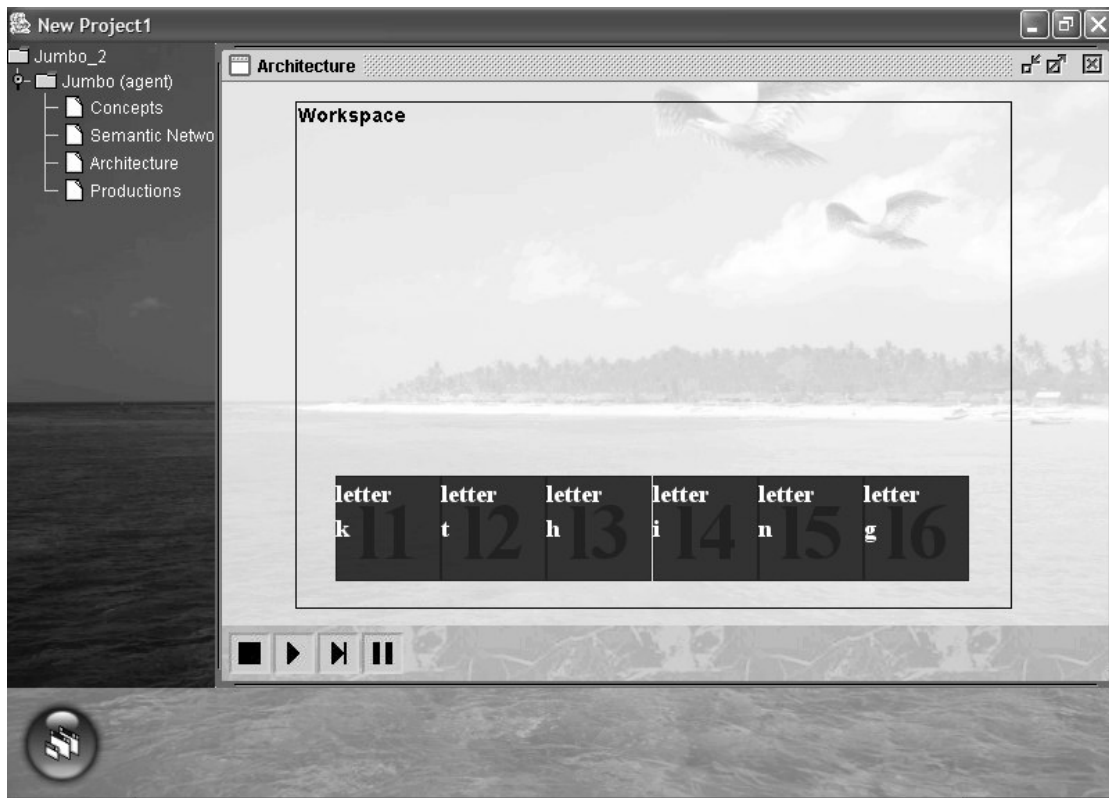 New Project1
Jumbo_2
Jumbo (agent)
Concepts
Semantic Netwo
Architecture
Productions
Architecture
Workspace
letter letter letter letter letter letter
k t h i n g
l1 l2 l3 l4 l5 l6